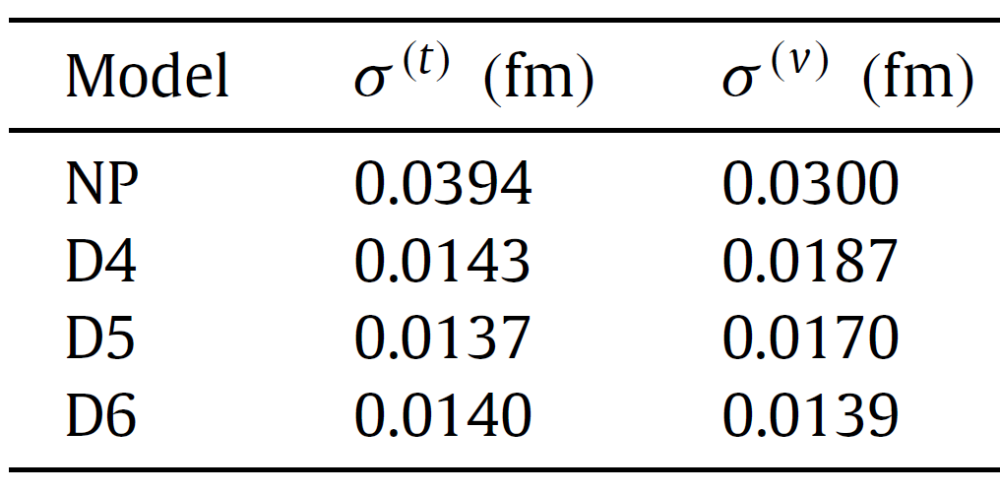 Model σ(t) (fm) σ(v) (fm)
NP 0.0394 0.0300
D4 0.0143 0.0187
D5 0.0137 0.0170
D6 0.0140 0.0139